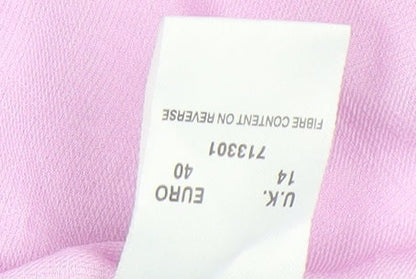 U.K. EURO
14 40
713301
FIBRE CONTENT ON REVERSE